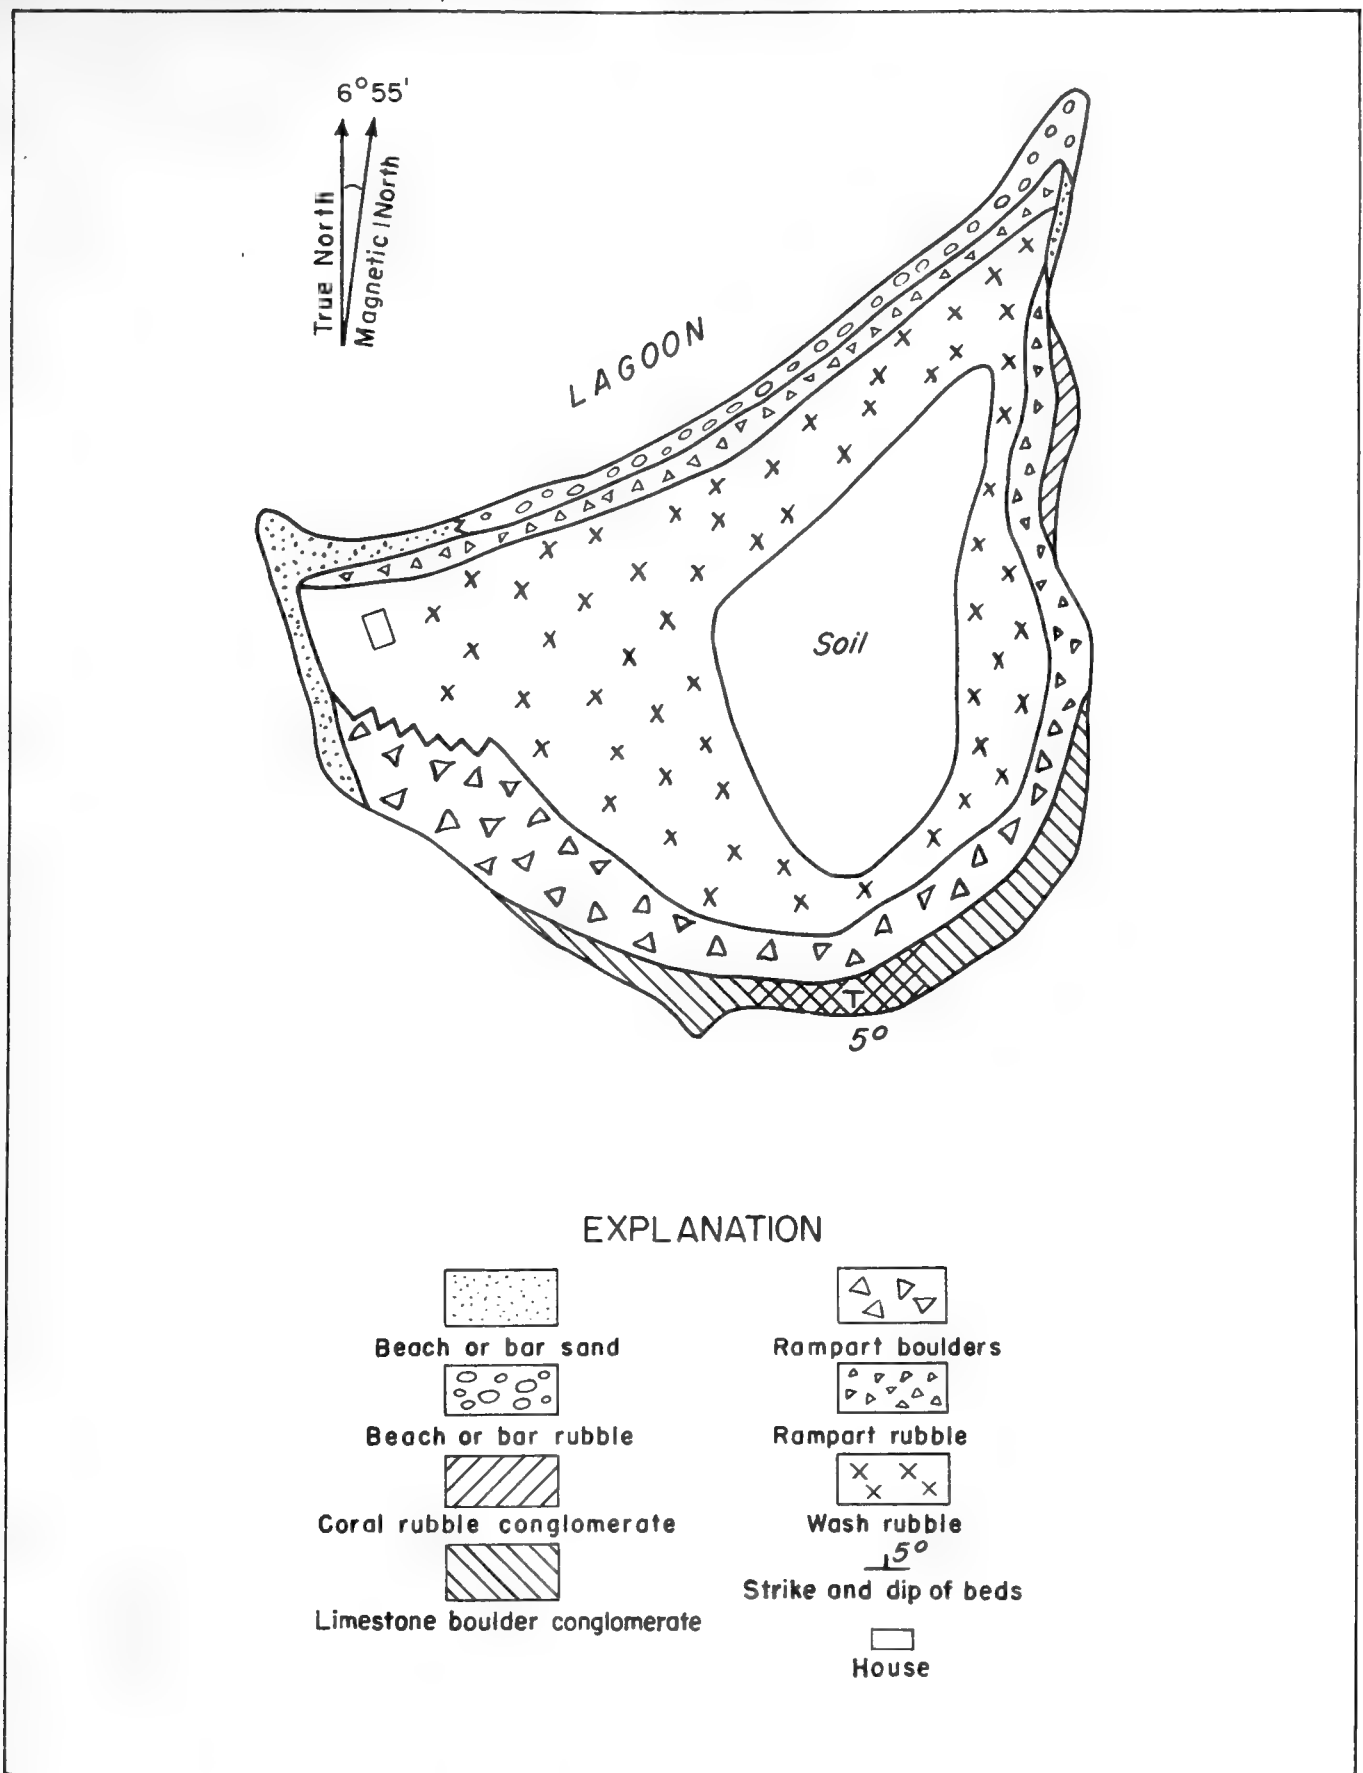 6°55'
True North
Magnetic North
LAGOON
Soil
5°
EXPLANATION
Beach or bar sand
Rampart boulders
Beach or bar rubble
Rampart rubble
Coral rubble conglomerate
Wash rubble
5°
Limestone boulder conglomerate
Strike and dip of beds
House